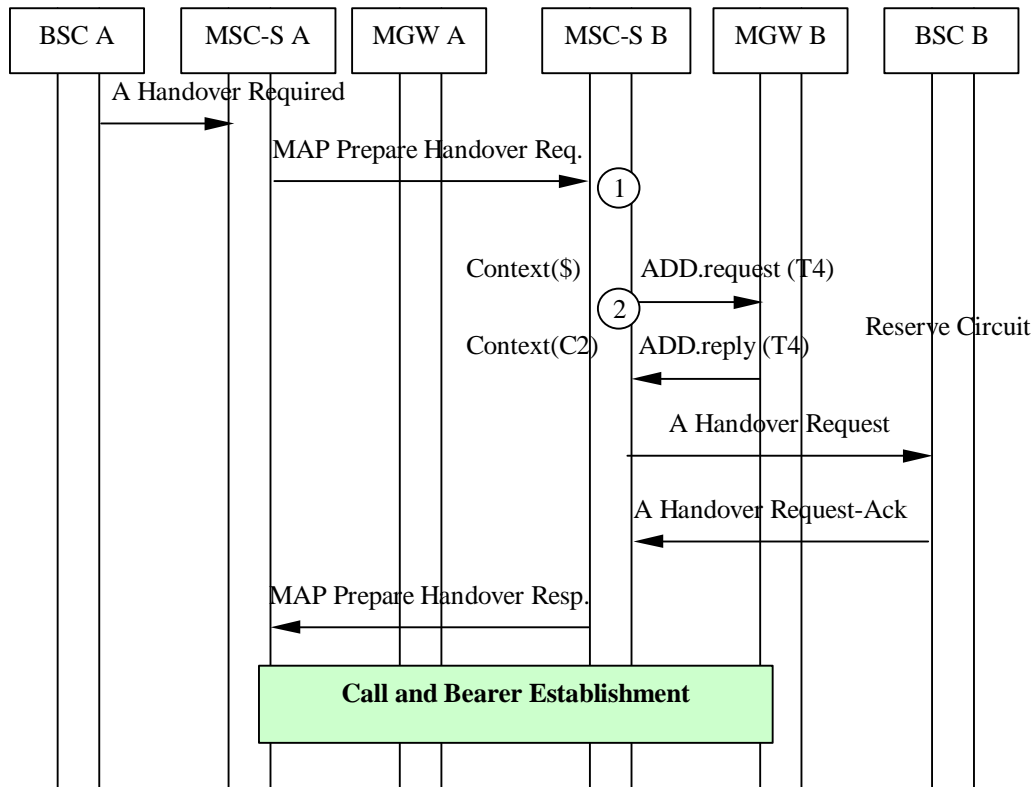 BSC A
MSC-S A
MGW A
MSC-S B
MGW B
BSC B
A Handover Required
MAP Prepare Handover Req.
1
Context($)
ADD.request (T4)
2
Reserve Circuit
Context(C2)
ADD.reply (T4)
A Handover Request
A Handover Request-Ack
MAP Prepare Handover Resp.
Call and Bearer Establishment